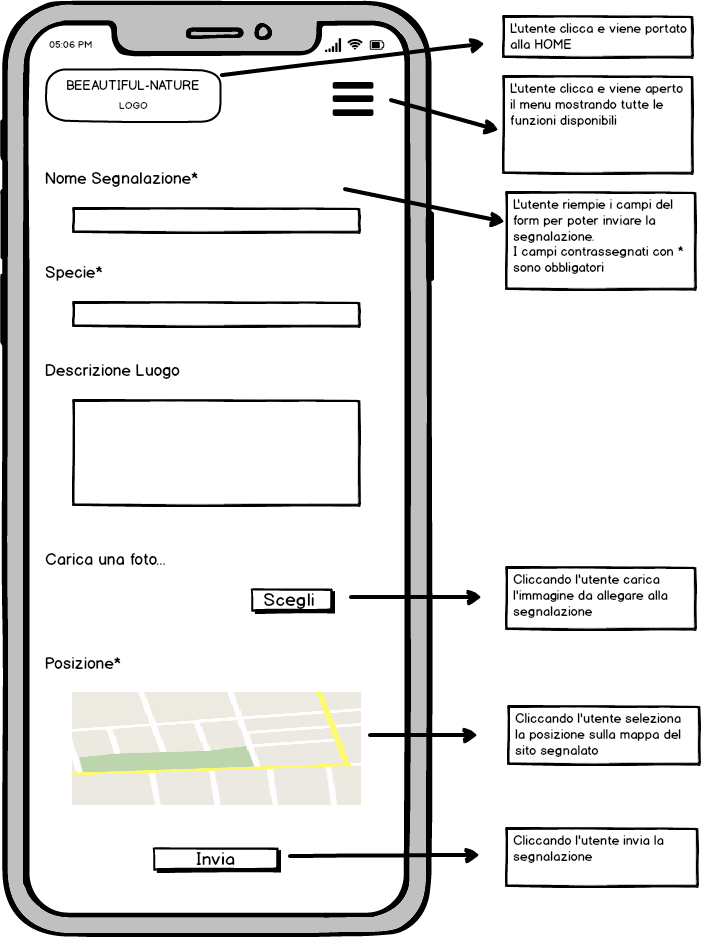 05:06 PM
BEEAUTIFUL-NATURE
LOGO
Nome Segnalazione*
Specie*
Descrizione Luogo
Carica una foto...
Scegli
Posizione*
Invia
L'utente clicca e viene portato
alla HOME
L'utente clicca e viene aperto
il menu mostrando tutte le
funzioni disponibili
L'utente riempie i campi del
form per poter inviare la
segnalazione.
I campi contrassegnati con *
sono obbligatori
Cliccando l'utente carica
l'immagine da allegare alla
segnalazione
Cliccando l'utente seleziona
la posizione sulla mappa del
sito segnalato
Cliccando l'utente invia la
segnalazione